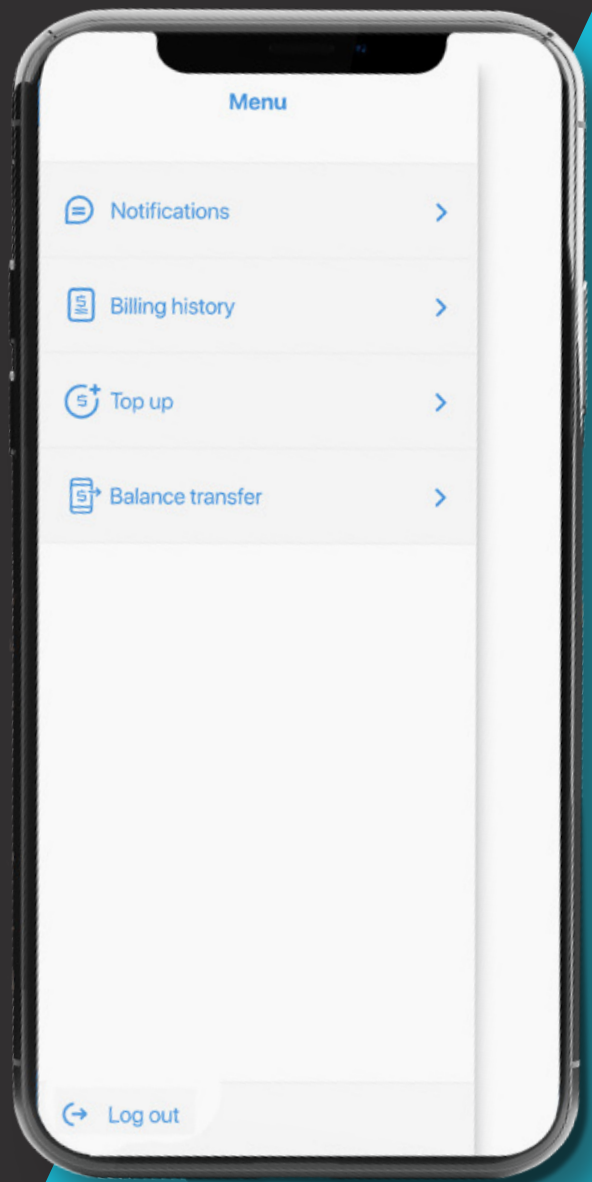 Menu
Notifications
Billing history
Top up
Balance transfer
Log out